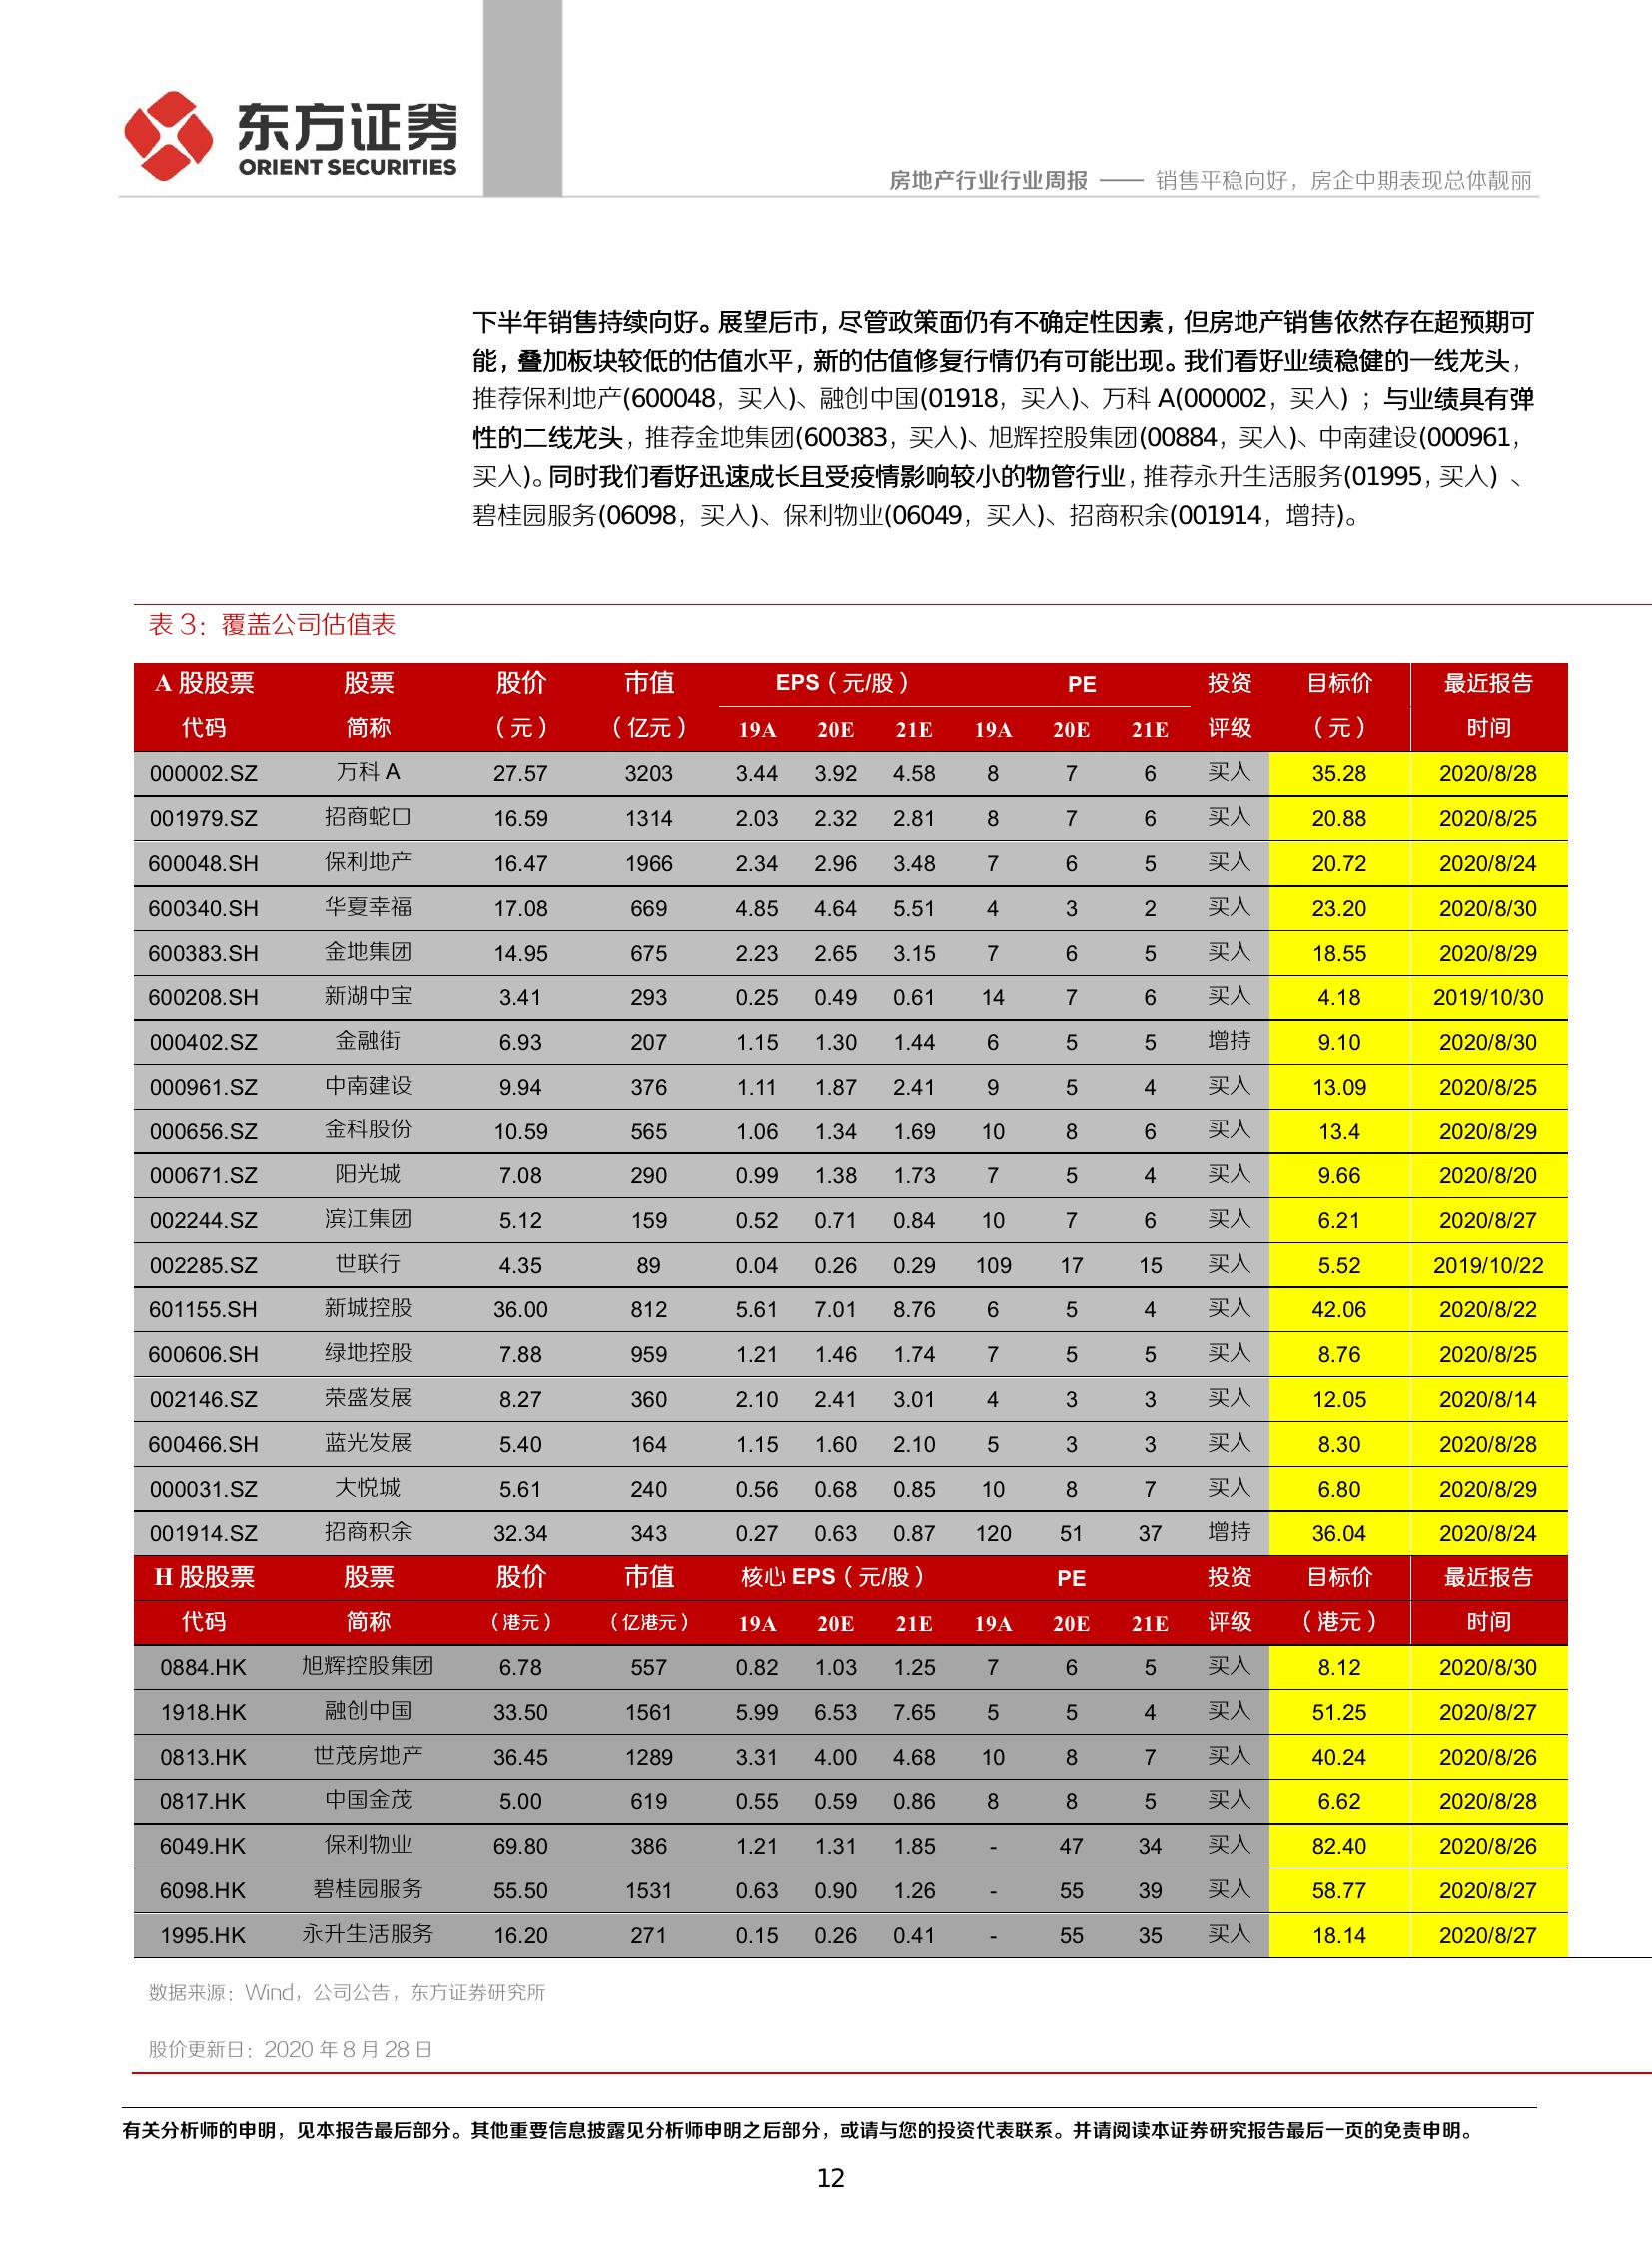 东方证券
ORIENT SECURITIES
房地产行业行业周报 —— 销售平稳向好，房企中期表现总体靓丽
下半年销售持续向好。展望后市，尽管政策面仍有不确定性因素，但房地产销售依然存在超预期可
能，叠加板块较低的估值水平，新的估值修复行情仍有可能出现。我们看好业绩稳健的一线龙头，
推荐保利地产(600048，买入)、融创中国(01918，买入)、万科 A(000002，买入) ；与业绩具有弹
性的二线龙头，推荐金地集团(600383，买入)、旭辉控股集团(00884，买入)、中南建设(000961，
买入)。同时我们看好迅速成长且受疫情影响较小的物管行业，推荐永升生活服务(01995，买入) 、
碧桂园服务(06098，买入)、保利物业(06049，买入)、招商积余(001914，增持)。
表 3：覆盖公司估值表
A 股股票 股票 股价 市值 EPS（元/股） PE 投资 目标价 最近报告
代码 简称 （元） （亿元） 19A 20E 21E 19A 20E 21E 评级 （元） 时间
000002.SZ 万科 A 27.57 3203 3.44 3.92 4.58 8 7 6 买入 35.28 2020/8/28
001979.SZ 招商蛇口 16.59 1314 2.03 2.32 2.81 8 7 6 买入 20.88 2020/8/25
600048.SH 保利地产 16.47 1966 2.34 2.96 3.48 7 6 5 买入 20.72 2020/8/24
600340.SH 华夏幸福 17.08 669 4.85 4.64 5.51 4 3 2 买入 23.20 2020/8/30
600383.SH 金地集团 14.95 675 2.23 2.65 3.15 7 6 5 买入 18.55 2020/8/29
600208.SH 新湖中宝 3.41 293 0.25 0.49 0.61 14 7 6 买入 4.18 2019/10/30
000402.SZ 金融街 6.93 207 1.15 1.30 1.44 6 5 5 增持 9.10 2020/8/30
000961.SZ 中南建设 9.94 376 1.11 1.87 2.41 9 5 4 买入 13.09 2020/8/25
000656.SZ 金科股份 10.59 565 1.06 1.34 1.69 10 8 6 买入 13.4 2020/8/29
000671.SZ 阳光城 7.08 290 0.99 1.38 1.73 7 5 4 买入 9.66 2020/8/20
002244.SZ 滨江集团 5.12 159 0.52 0.71 0.84 10 7 6 买入 6.21 2020/8/27
002285.SZ 世联行 4.35 89 0.04 0.26 0.29 109 17 15 买入 5.52 2019/10/22
601155.SH 新城控股 36.00 812 5.61 7.01 8.76 6 5 4 买入 42.06 2020/8/22
600606.SH 绿地控股 7.88 959 1.21 1.46 1.74 7 5 5 买入 8.76 2020/8/25
002146.SZ 荣盛发展 8.27 360 2.10 2.41 3.01 4 3 3 买入 12.05 2020/8/14
600466.SH 蓝光发展 5.40 164 1.15 1.60 2.10 5 3 3 买入 8.30 2020/8/28
000031.SZ 大悦城 5.61 240 0.56 0.68 0.85 10 8 7 买入 6.80 2020/8/29
001914.SZ 招商积余 32.34 343 0.27 0.63 0.87 120 51 37 增持 36.04 2020/8/24
H 股股票 股票 股价 市值 核心 EPS（元/股） PE 投资 目标价 最近报告
代码 简称 （港元） （亿港元） 19A 20E 21E 19A 20E 21E 评级 （港元） 时间
0884.HK 旭辉控股集团 6.78 557 0.82 1.03 1.25 7 6 5 买入 8.12 2020/8/30
1918.HK 融创中国 33.50 1561 5.99 6.53 7.65 5 5 4 买入 51.25 2020/8/27
0813.HK 世茂房地产 36.45 1289 3.31 4.00 4.68 10 8 7 买入 40.24 2020/8/26
0817.HK 中国金茂 5.00 619 0.55 0.59 0.86 8 8 5 买入 6.62 2020/8/28
6049.HK 保利物业 69.80 386 1.21 1.31 1.85 - 47 34 买入 82.40 2020/8/26
6098.HK 碧桂园服务 55.50 1531 0.63 0.90 1.26 - 55 39 买入 58.77 2020/8/27
1995.HK 永升生活服务 16.20 271 0.15 0.26 0.41 - 55 35 买入 18.14 2020/8/27
数据来源：Wind，公司公告，东方证券研究所
股价更新日：2020 年 8 月 28 日
有关分析师的申明，见本报告最后部分。其他重要信息披露见分析师申明之后部分，或请与您的投资代表联系。并请阅读本证券研究报告最后一页的免责申明。
12